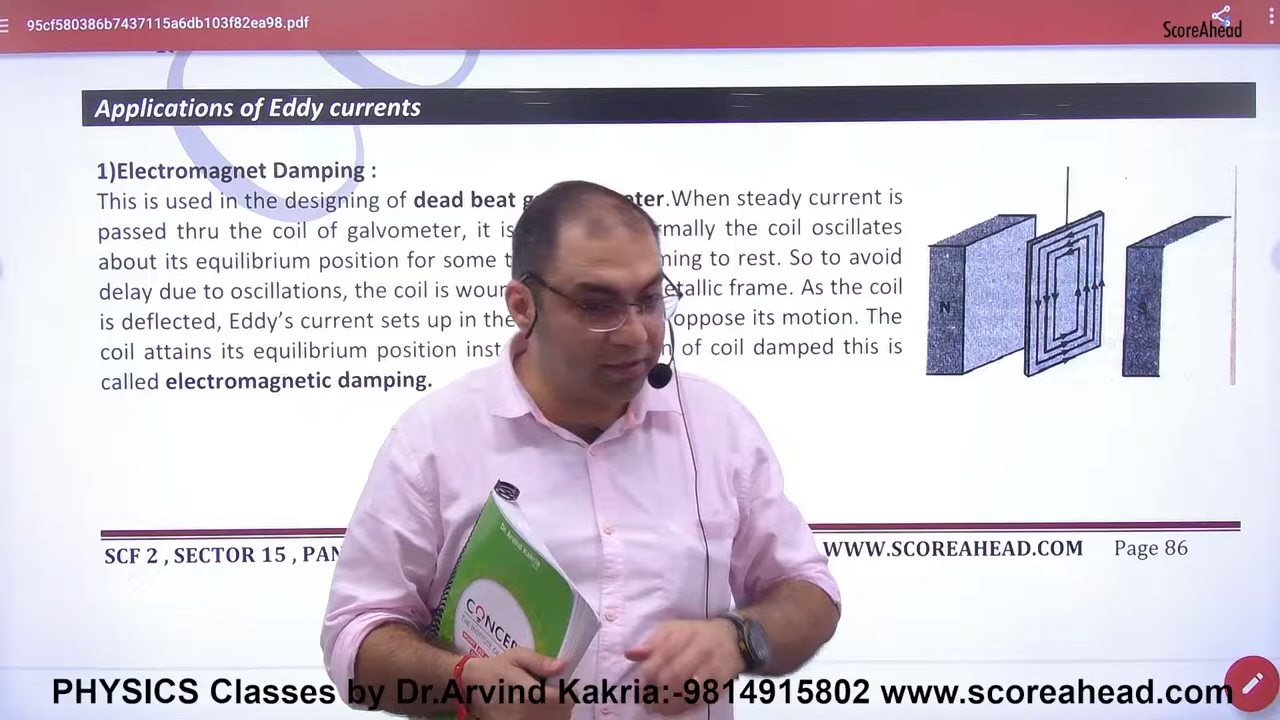 95cf580386b7437115a6db103f82ea98.pdf
ScoreAhead
Applications of Eddy currents
1)Electromagnet Damping :
This is used in the designing of dead beat g eter.When steady current is
passed thru the coil of galvometer, it is rmally the coil oscillates
about its equilibrium position for some t ming to rest. So to avoid
delay due to oscillations, the coil is wou etallic frame. As the coil
is deflected, Eddy's current sets up in the oppose its motion. The
coil attains its equilibrium position inst n of coil damped this is
called electromagnetic damping.
N
S
SCF 2 , SECTOR 15 , PAN WWW.SCOREAHEAD.COM Page 86
Dr. Arvind Kakria
CONCEP
PHYSICS Classes by Dr.Arvind Kakria:-9814915802 www.scoreahead.com